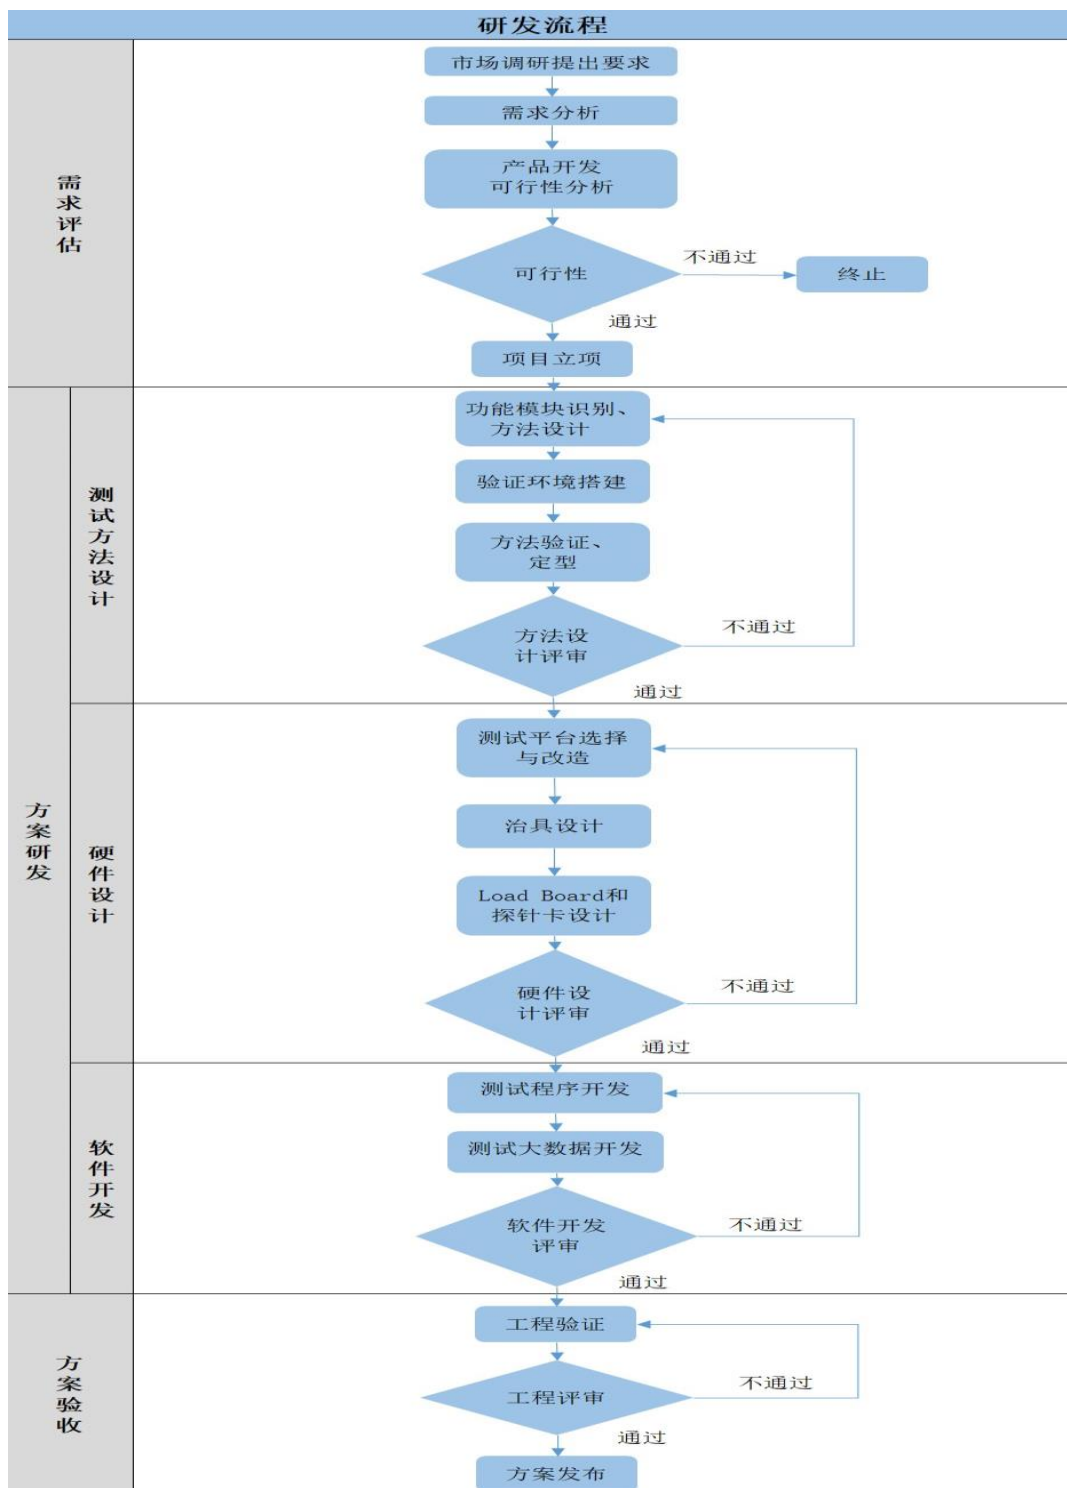 研发流程
需求评估
市场调研提出要求
需求分析
产品开发
可行性分析
可行性
不通过
终止
通过
项目立项
方案研发
测试方法设计
功能模块识别、
方法设计
验证环境搭建
方法验证、
定型
方法设
计评审
不通过
通过
硬件设计
测试平台选择
与改造
治具设计
Load Board和
探针卡设计
硬件设
计评审
不通过
通过
软件开发
测试程序开发
测试大数据开发
软件开发
评审
不通过
通过
方案验收
工程验证
工程评审
不通过
通过
方案发布